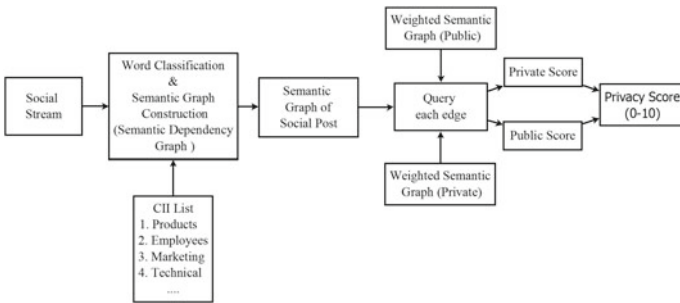 Social
Stream
Word Classification
&
Semantic Graph
Construction
(Semantic Dependency
Graph )
CII List
1. Products
2. Employees
3. Marketing
4. Technical
....
Semantic
Graph of
Social Post
Weighted Semantic
Graph (Public)
Query
each edge
Weighted Semantic
Graph (Private)
Private Score
Public Score
Privacy Score
(0-10)